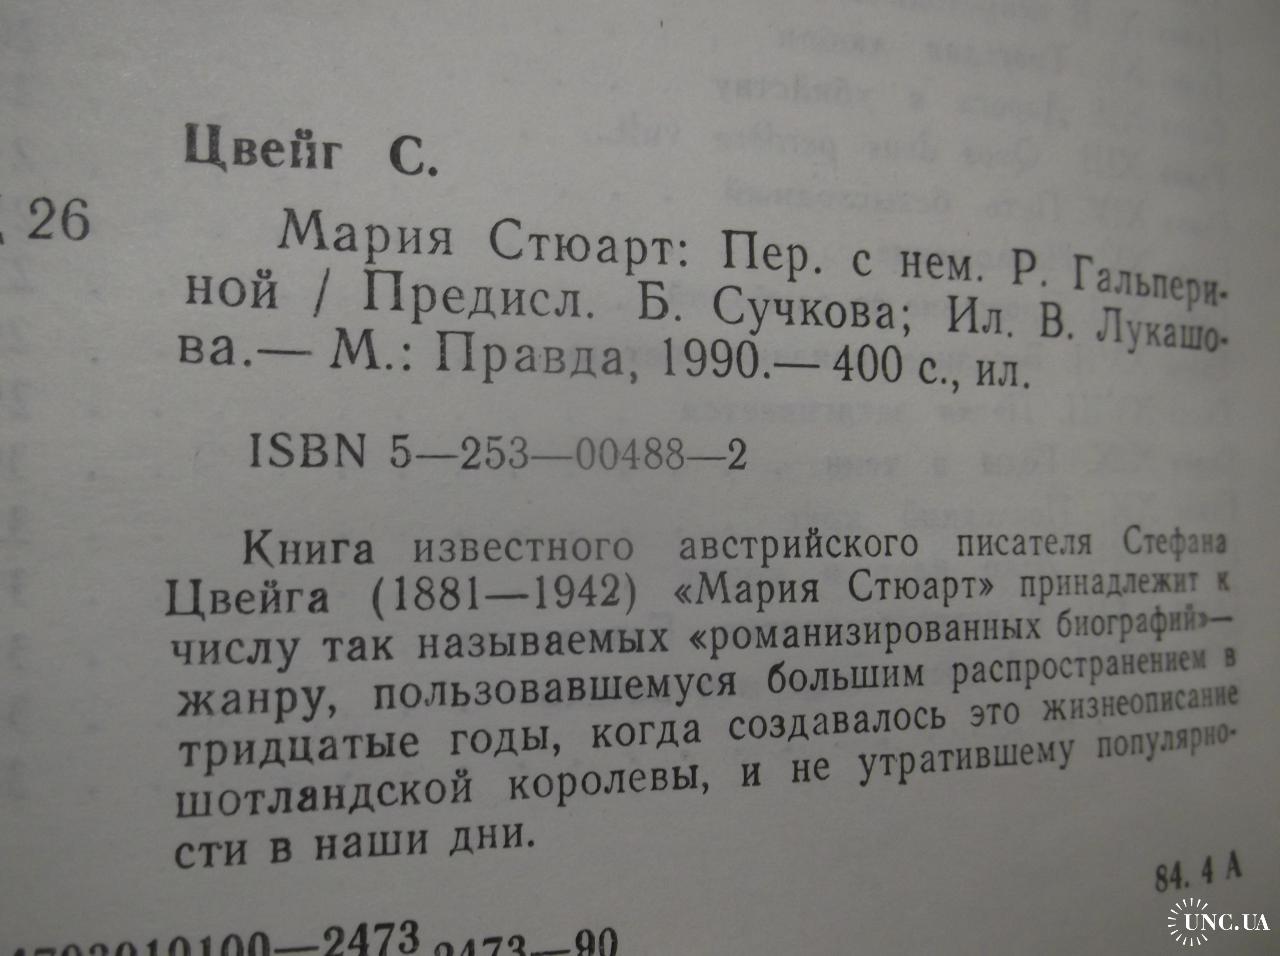 Цвейг С.
26
Мария Стюарт: Пер. с нем. Р. Гальпери-
ной / Предисл. Б. Сучкова; Ил. В. Лукашо-
ва.— М.: Правда, 1990.— 400 с., ил.
ISBN 5—253—00488—2
Книга известного австрийского писателя Стефана
Цвейга (1881—1942) «Мария Стюарт» принадлежит к
числу так называемых «романизированных биографий»—
жанру, пользовавшемуся большим распространением в
тридцатые годы, когда создавалось это жизнеописание
шотландской королевы, и не утратившему популярно-
сти в наши дни.
84. 4 А
4703010100—2473 2473—90
UNC.UA